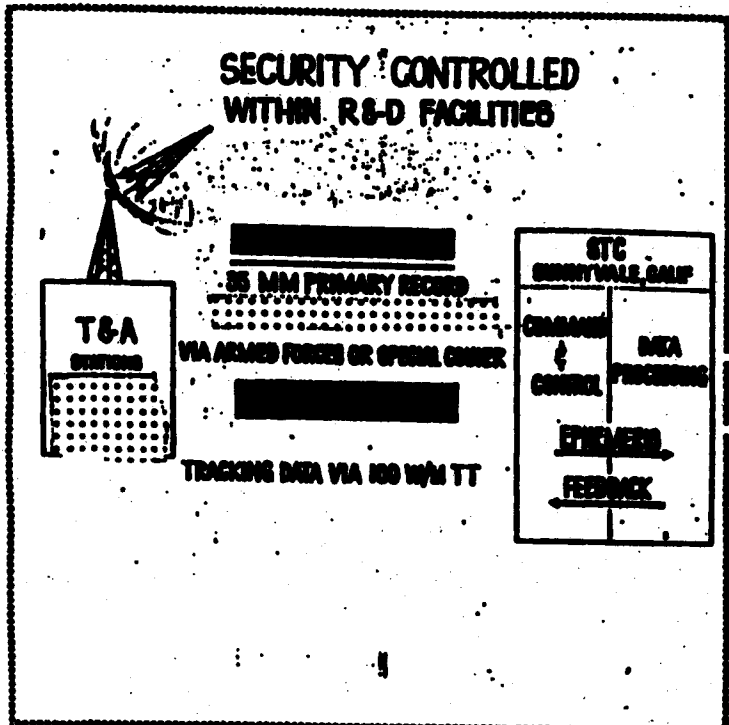 SECURITY CONTROLLED
WITHIN R&D FACILITIES
T&A
STATIONS
35 MM PRIMARY RECORD
VIA ARMED FORCES OR SPECIAL COURIER
TRACKING DATA VIA 100 W/M TT
STC
SUNNYVALE, CALIF
COMMAND
&
CONTROL
DATA
PROCESSING
EPHEMERIS
FEEDBACK